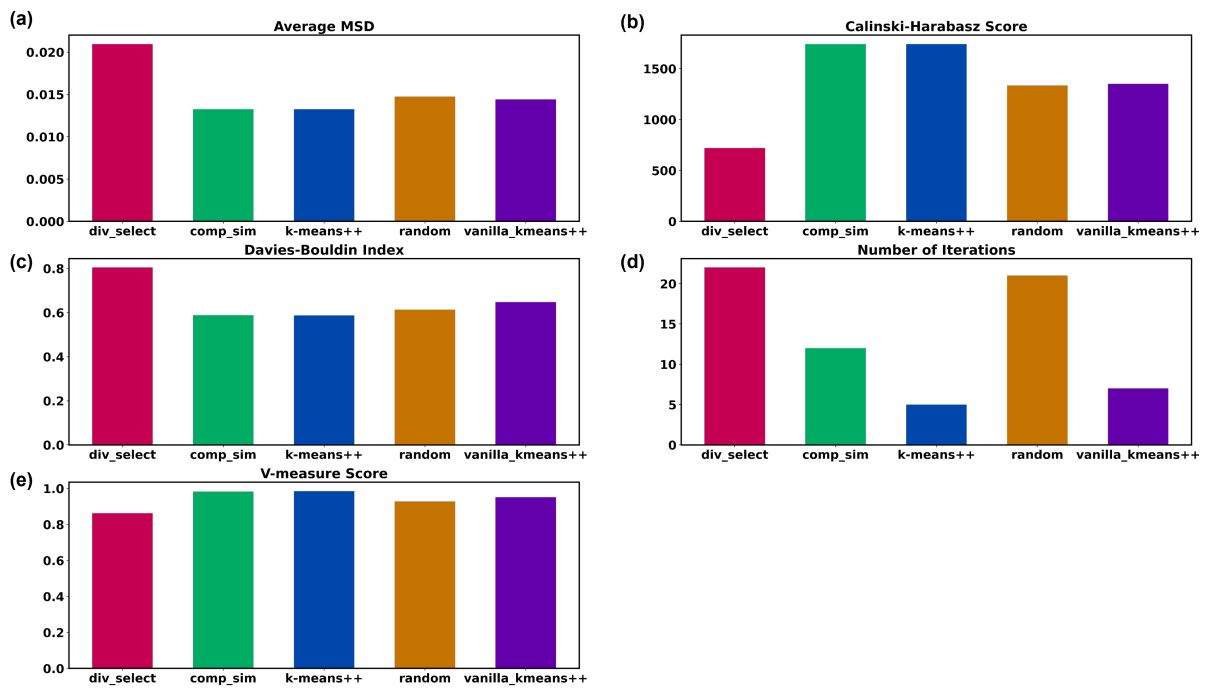 (a)
Average MSD
0.020
0.015
0.010
0.005
0.000
div_select comp_sim k-means++ random vanilla_kmeans++
(b)
Calinski-Harabasz Score
1500
1000
500
0
div_select comp_sim k-means++ random vanilla_kmeans++
(c)
Davies-Bouldin Index
0.8
0.6
0.4
0.2
0.0
div_select comp_sim k-means++ random vanilla_kmeans++
(d)
Number of Iterations
20
15
10
5
0
div_select comp_sim k-means++ random vanilla_kmeans++
(e)
V-measure Score
1.0
0.8
0.6
0.4
0.2
0.0
div_select comp_sim k-means++ random vanilla_kmeans++